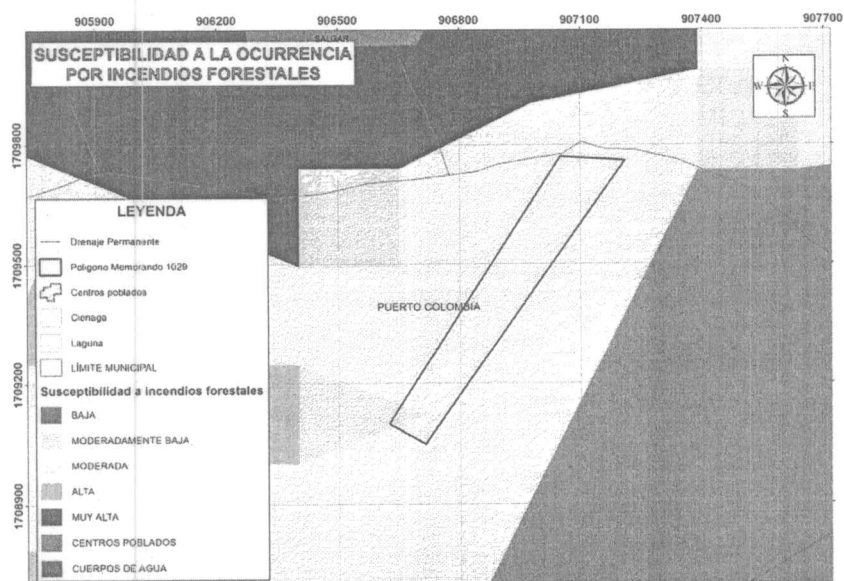 905900 906200 906500 906800 907100 907400 907700
SALGAR
SUSCEPTIBILIDAD A LA OCURRENCIA
POR INCENDIOS FORESTALES
N
W E
S
1709800
1709500
1709200
1708900
LEYENDA
Drenaje Permanente
Poligono Memorando 1029
Centros poblados
Cienaga
Laguna
LÍMITE MUNICIPAL
Susceptibilidad a incendios forestales
BAJA
MODERADAMENTE BAJA
MODERADA
ALTA
MUY ALTA
CENTROS POBLADOS
CUERPOS DE AGUA
PUERTO COLOMBIA